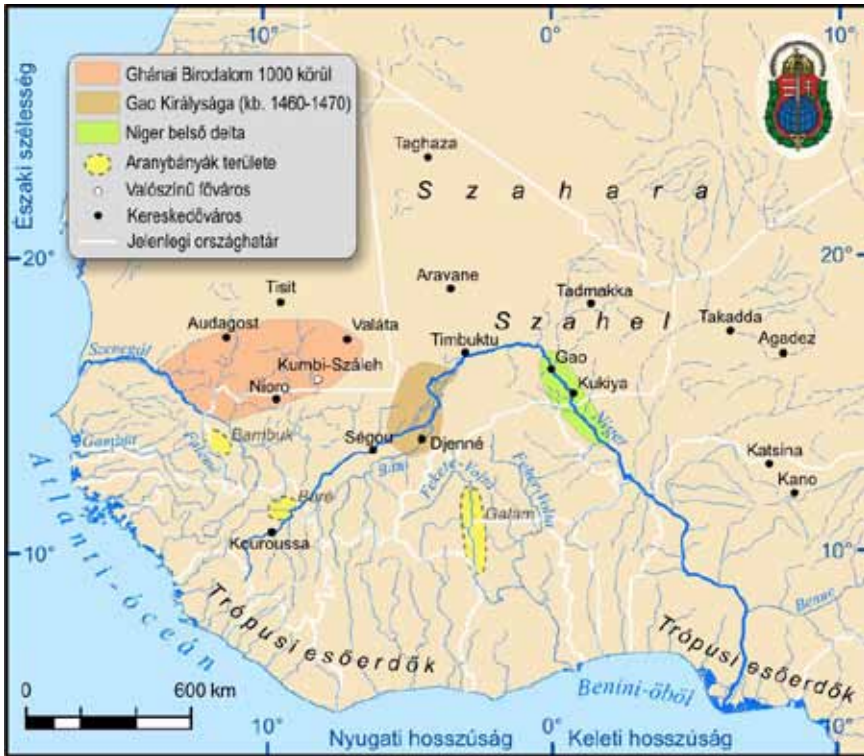 10°
0°
10°
Ghánai Birodalom 1000 körül
Gao Királysága (kb. 1460-1470)
Niger belső delta
Aranybányák területe
Valószínű főváros
Kereskedőváros
Jelenlegi országhatár
Északi szélesség
Taghaza
Szahara
20°
20°
Aravane
Tisit
Tadmakka
Szahel
Takadda
Audagost
Valáta
Timbuktu
Agadez
Szenegál
Kumbi-Száleh
Gao
Nioro
Kukiya
Niger
Gambia
Falémé
Bambuk
Ségou
Djenné
Bani
Fekete-Volta
Fehér-Volta
Katsina
Kano
Buré
Galam
Kouroussa
10°
10°
Atlanti-óceán
Trópusi esőerdők
Benue
Trópusi esőerdők
Benini-öböl
0
600 km
10°
Nyugati hosszúság
0°
Keleti hosszúság
10°